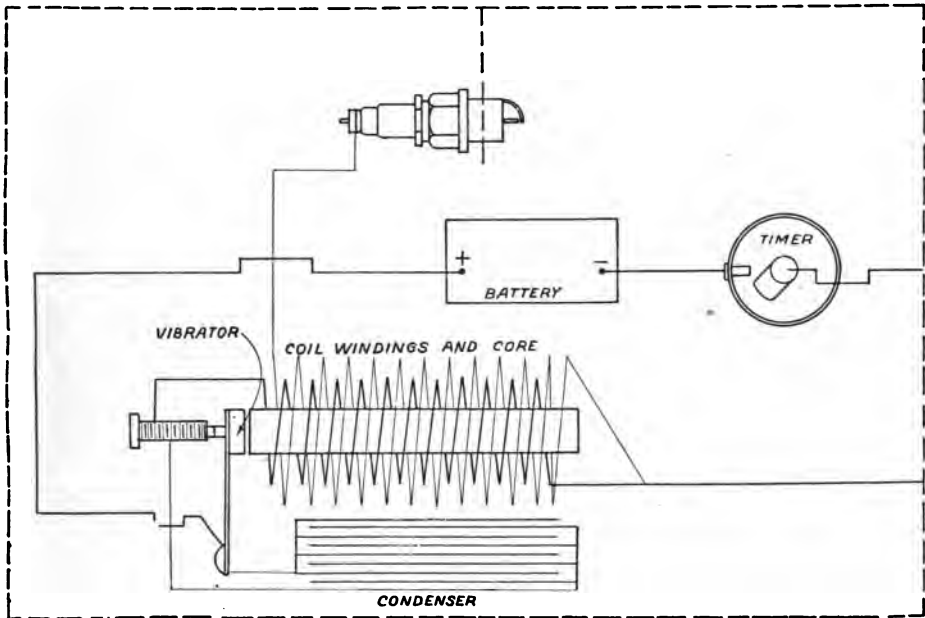 TIMER
+ −
BATTERY
VIBRATOR
COIL WINDINGS AND CORE
CONDENSER